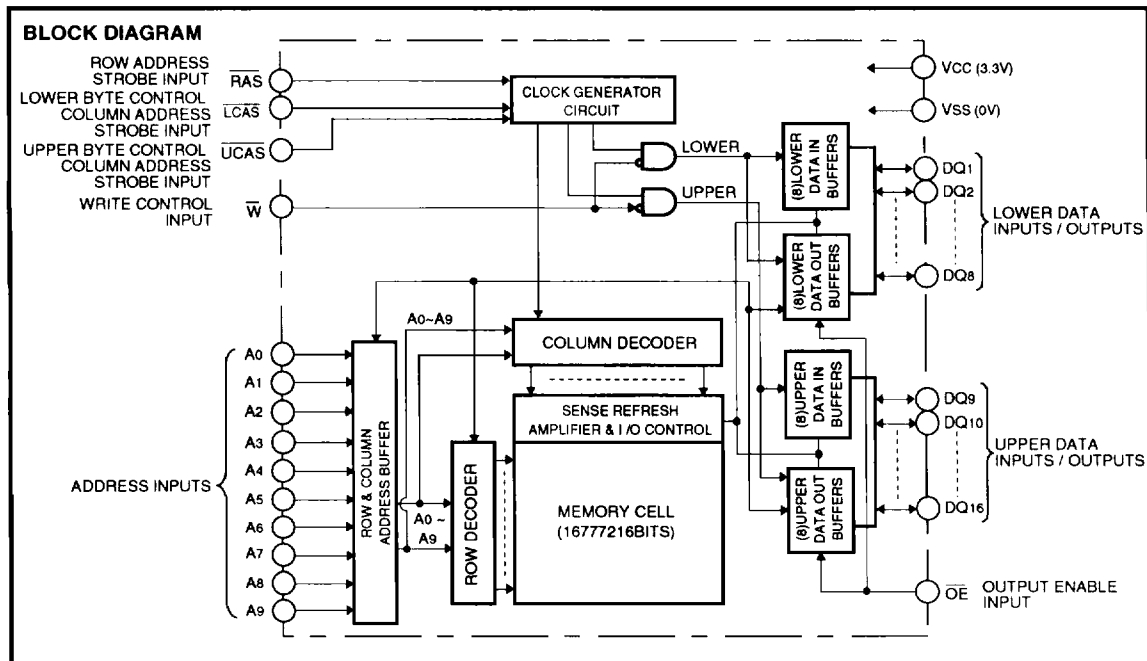 BLOCK DIAGRAM
ROW ADDRESS
STROBE INPUT
RAS
LOWER BYTE CONTROL
COLUMN ADDRESS
STROBE INPUT
LCAS
UPPER BYTE CONTROL
COLUMN ADDRESS
STROBE INPUT
UCAS
WRITE CONTROL
INPUT
W
CLOCK GENERATOR
CIRCUIT
LOWER
UPPER
VCC (3.3V)
VSS (0V)
(8)LOWER
DATA IN
BUFFERS
(8)LOWER
DATA OUT
BUFFERS
DQ1
DQ2
DQ8
LOWER DATA
INPUTS / OUTPUTS
A0~A9
COLUMN DECODER
SENSE REFRESH
AMPLIFIER & I/O CONTROL
MEMORY CELL
(16777216BITS)
ADDRESS INPUTS
A0
A1
A2
A3
A4
A5
A6
A7
A8
A9
ROW & COLUMN
ADDRESS BUFFER
A0 ~
A9
ROW DECODER
(8)UPPER
DATA IN
BUFFERS
(8)UPPER
DATA OUT
BUFFERS
DQ9
DQ10
DQ16
UPPER DATA
INPUTS / OUTPUTS
OE
OUTPUT ENABLE
INPUT